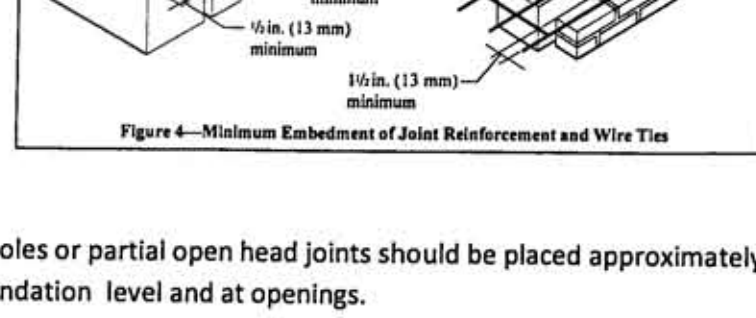 minimum
½ in. (13 mm)
minimum
1½ in. (13 mm)
minimum
Figure 4—Minimum Embedment of Joint Reinforcement and Wire Ties
oles or partial open head joints should be placed approximately
ndation level and at openings.